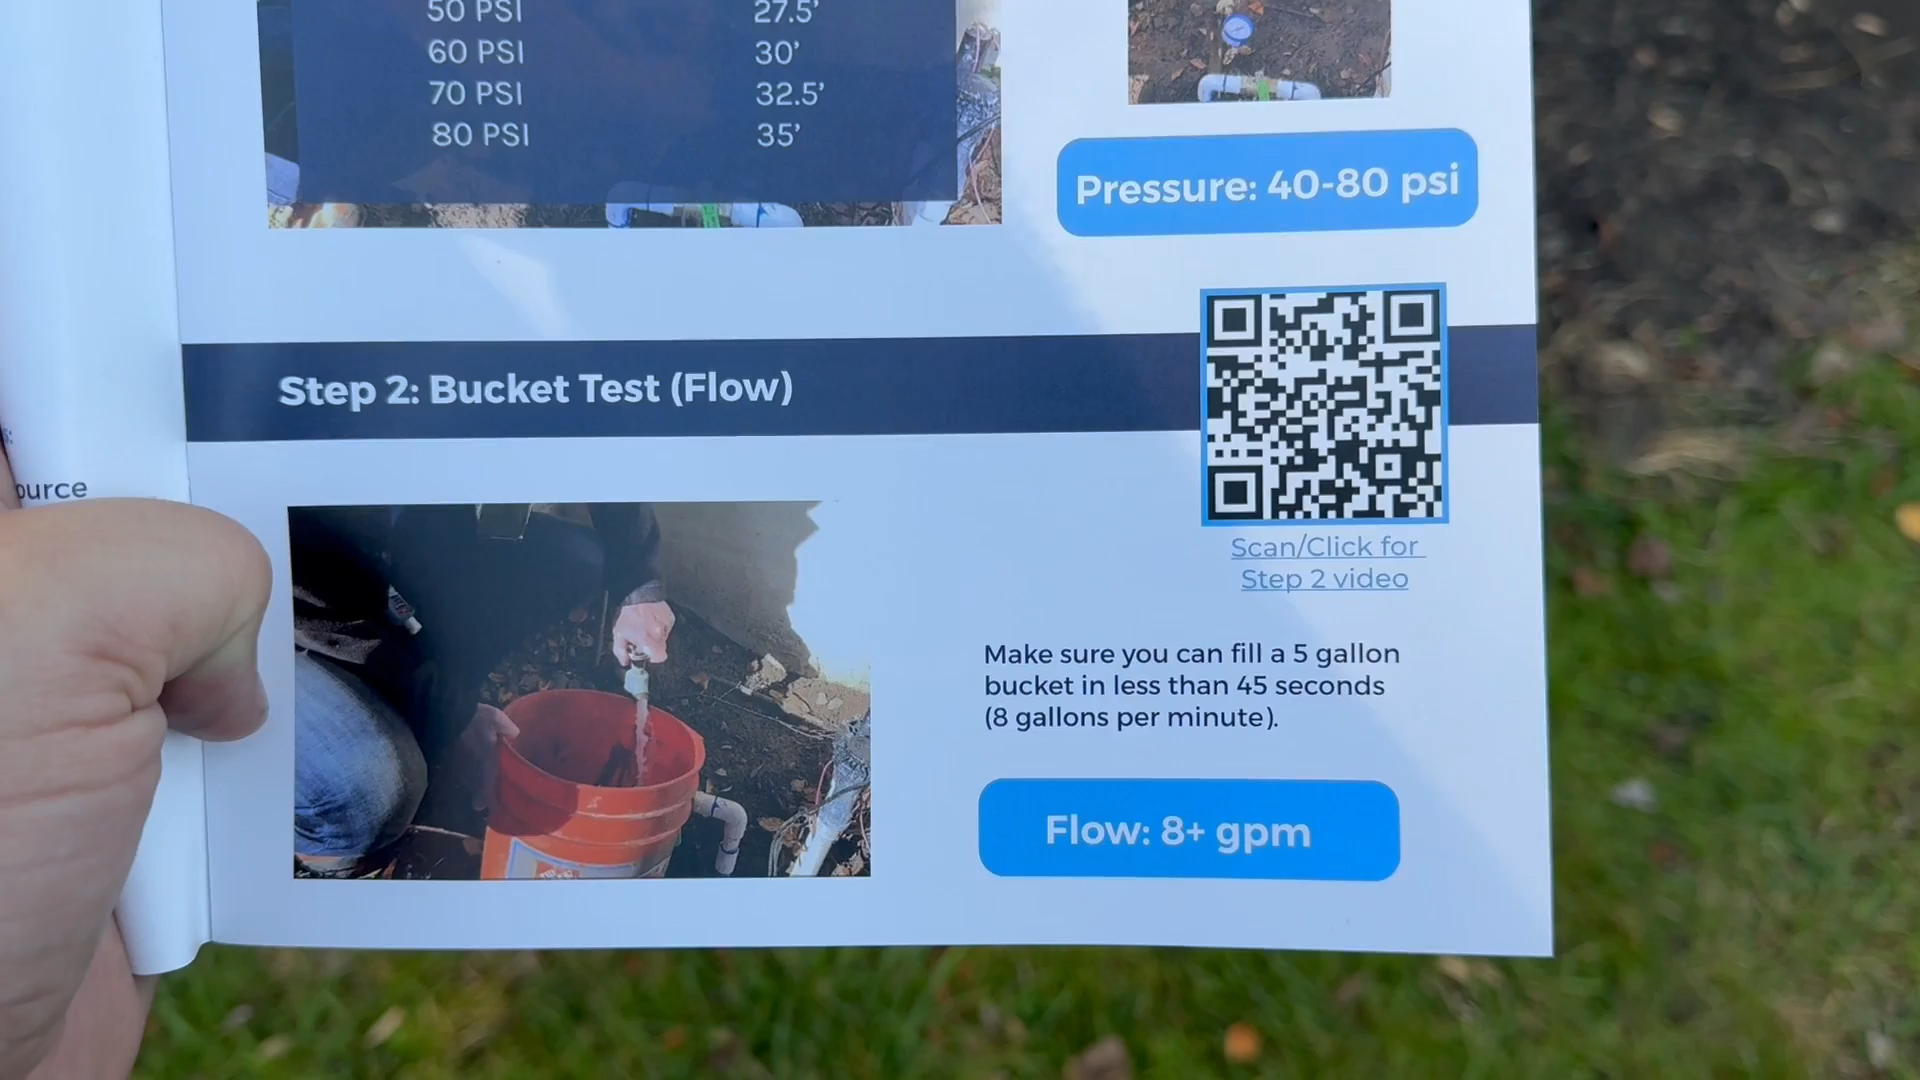 50 PSI 27.5’
60 PSI 30’
70 PSI 32.5’
80 PSI 35’
Pressure: 40-80 psi
Step 2: Bucket Test (Flow)
ource
Scan/Click for
Step 2 video
Make sure you can fill a 5 gallon
bucket in less than 45 seconds
(8 gallons per minute).
Flow: 8+ gpm